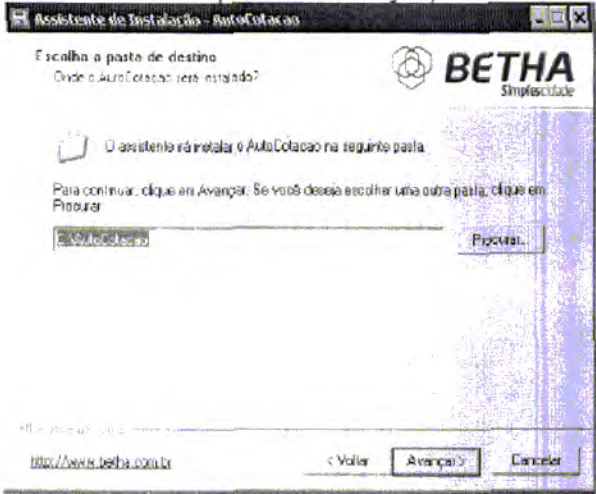 Assistente de Instalação - AutoCotacao
Escolha a pasta de destino
Onde o AutoCotacao será instalado?
BETHA
Simplescidade
O assistente irá instalar o AutoCotacao na seguinte pasta
Para continuar, clique em Avançar. Se você deseja escolher uma outra pasta, clique em
Procurar
AutoCotacao
Procurar...
http://www.betha.com.br
< Voltar
Avançar >
Cancelar